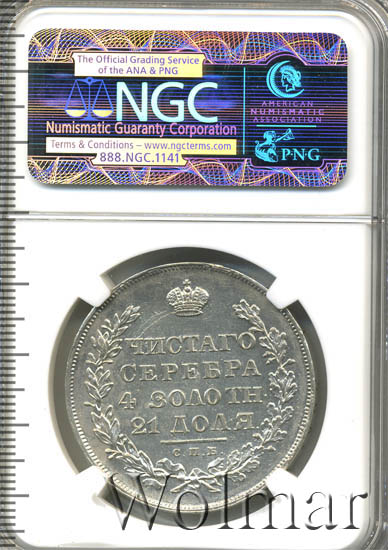 The Official Grading Service
of the ANA & PNG
NGC
Numismatic Guaranty Corporation
Terms & Conditions – www.ngcterms.com
888.NGC.1141
AMERICAN
NUMISMATIC
ASSOCIATION
P·N·G
ЧИСТАГО
СЕРЕБРА
4 ЗОЛОТН.
21 ДОЛЯ
С.П.Б.
Wolmar